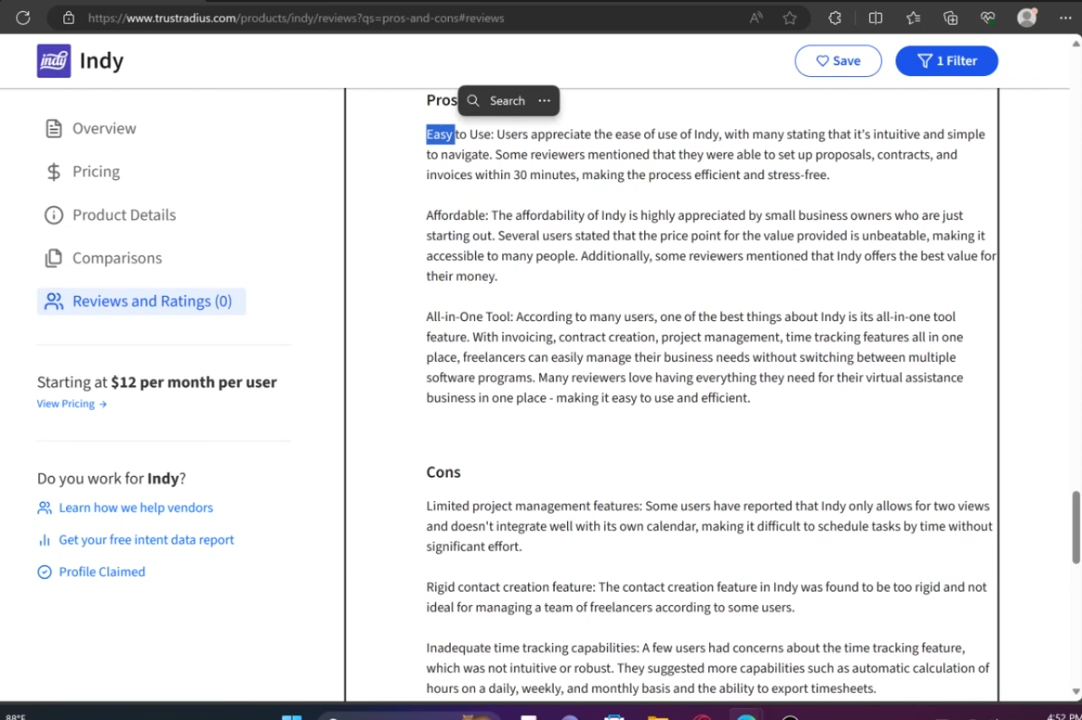 https://www.trustradius.com/products/indy/reviews?qs=pros-and-cons#reviews
indy Indy
Save
1 Filter
Overview
Pricing
Product Details
Comparisons
Reviews and Ratings (0)
Starting at $12 per month per user
View Pricing →
Do you work for Indy?
Learn how we help vendors
Get your free intent data report
Profile Claimed
Pros
Search ···
Easy to Use: Users appreciate the ease of use of Indy, with many stating that it's intuitive and simple
to navigate. Some reviewers mentioned that they were able to set up proposals, contracts, and
invoices within 30 minutes, making the process efficient and stress-free.
Affordable: The affordability of Indy is highly appreciated by small business owners who are just
starting out. Several users stated that the price point for the value provided is unbeatable, making it
accessible to many people. Additionally, some reviewers mentioned that Indy offers the best value for
their money.
All-in-One Tool: According to many users, one of the best things about Indy is its all-in-one tool
feature. With invoicing, contract creation, project management, time tracking features all in one
place, freelancers can easily manage their business needs without switching between multiple
software programs. Many reviewers love having everything they need for their virtual assistance
business in one place - making it easy to use and efficient.
Cons
Limited project management features: Some users have reported that Indy only allows for two views
and doesn't integrate well with its own calendar, making it difficult to schedule tasks by time without
significant effort.
Rigid contact creation feature: The contact creation feature in Indy was found to be too rigid and not
ideal for managing a team of freelancers according to some users.
Inadequate time tracking capabilities: A few users had concerns about the time tracking feature,
which was not intuitive or robust. They suggested more capabilities such as automatic calculation of
hours on a daily, weekly, and monthly basis and the ability to export timesheets.
88°F
4:52 PM